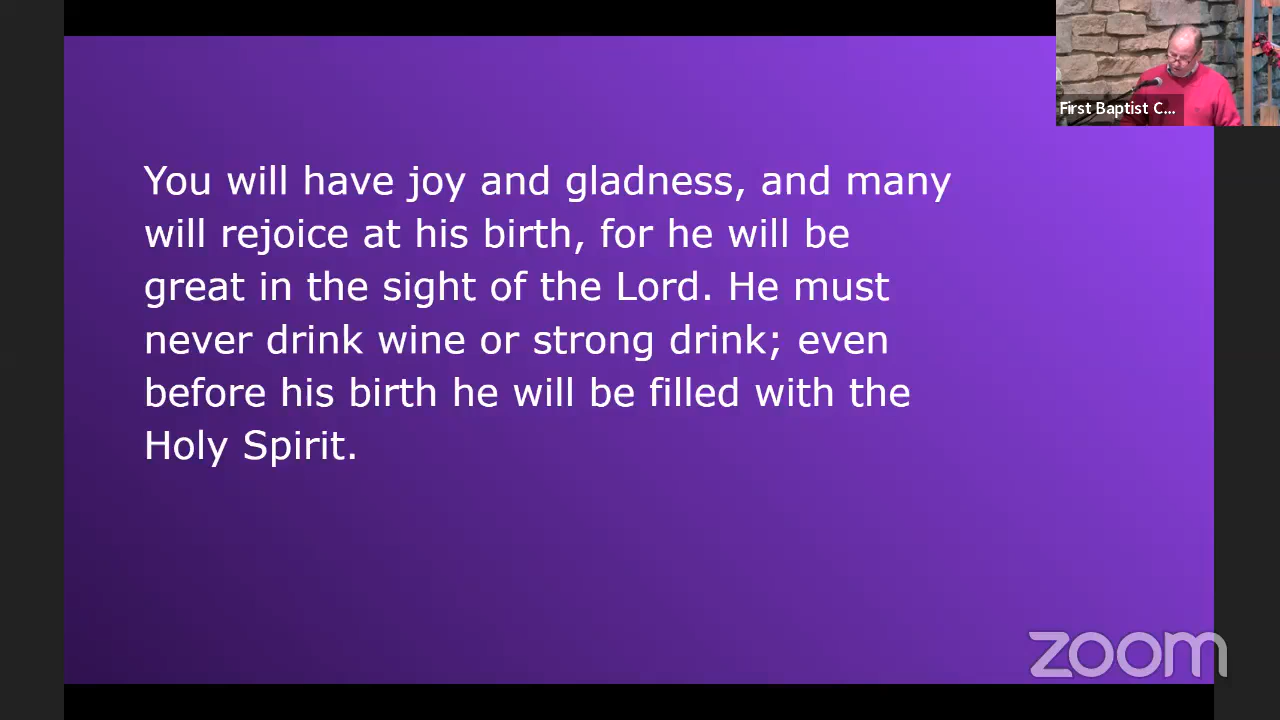 First Baptist C...
You will have joy and gladness, and many
will rejoice at his birth, for he will be
great in the sight of the Lord. He must
never drink wine or strong drink; even
before his birth he will be filled with the
Holy Spirit.
zoom